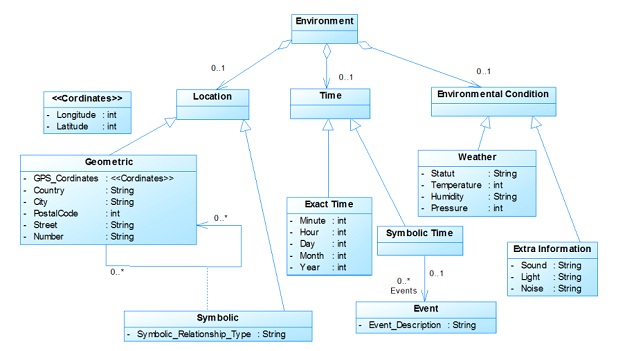 Environment
0..1
0..1
0..1
<<Cordinates>>
- Longitude : int
- Latitude : int
Location
Time
Environmental Condition
Geometric
- GPS_Cordinates : <<Cordinates>>
- Country : String
- City : String
- PostalCode : int
- Street : String
- Number : String
0..*
0..*
Weather
- Statut : String
- Temperature : int
- Humidity : String
- Pressure : int
Exact Time
- Minute : int
- Hour : int
- Day : int
- Month : int
- Year : int
Symbolic Time
0..1
0..*
Events
Extra Information
- Sound : String
- Light : String
- Noise : String
Symbolic
- Symbolic_Relationship_Type : String
Event
- Event_Description : String